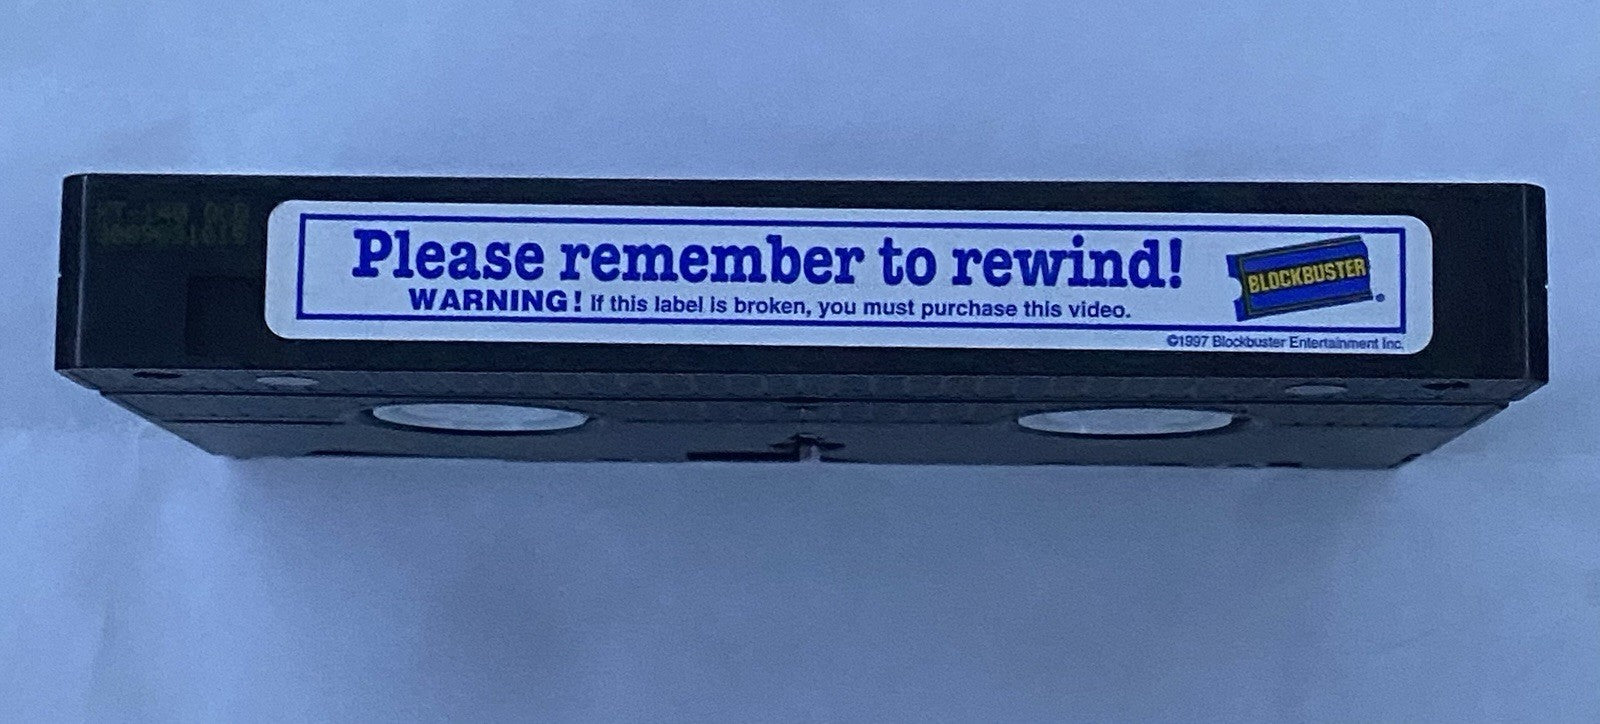 Please remember to rewind!
WARNING! If this label is broken, you must purchase this video.
BLOCKBUSTER®
©1997 Blockbuster Entertainment Inc.